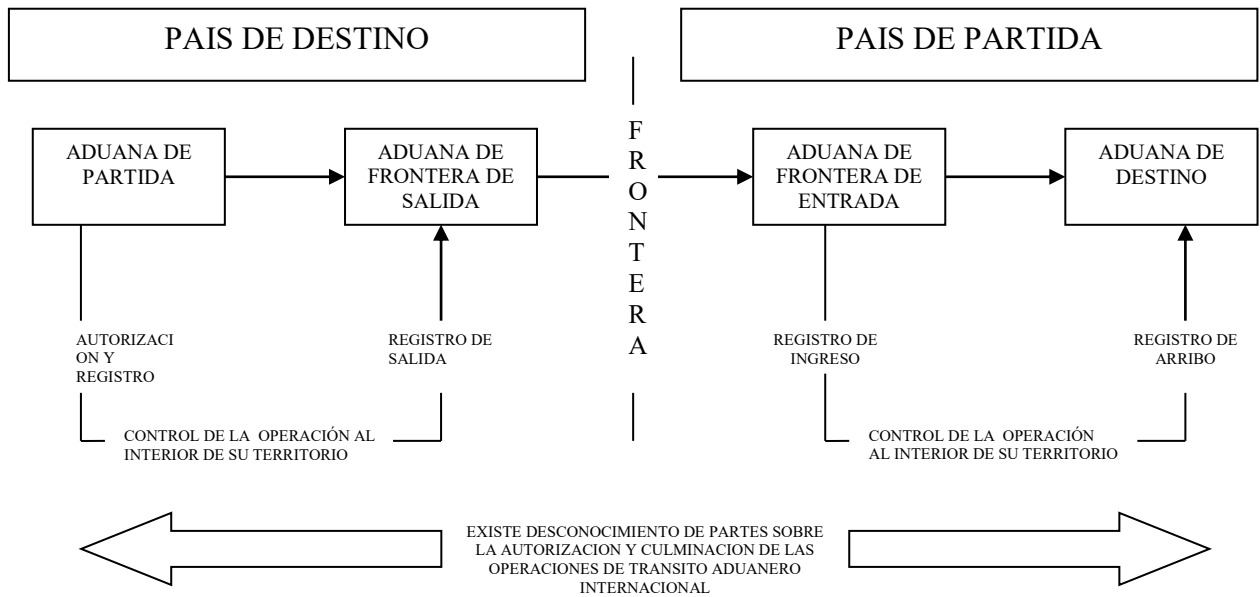 PAIS DE DESTINO
PAIS DE PARTIDA
ADUANA DE
PARTIDA
ADUANA DE
FRONTERA DE
SALIDA
F
R
O
N
T
E
R
A
ADUANA DE
FRONTERA DE
ENTRADA
ADUANA DE
DESTINO
AUTORIZACI
ON Y
REGISTRO
REGISTRO DE
SALIDA
REGISTRO DE
INGRESO
REGISTRO DE
ARRIBO
CONTROL DE LA OPERACIÓN AL
INTERIOR DE SU TERRITORIO
CONTROL DE LA OPERACIÓN
AL INTERIOR DE SU TERRITORIO
EXISTE DESCONOCIMIENTO DE PARTES SOBRE
LA AUTORIZACION Y CULMINACION DE LAS
OPERACIONES DE TRANSITO ADUANERO
INTERNACIONAL